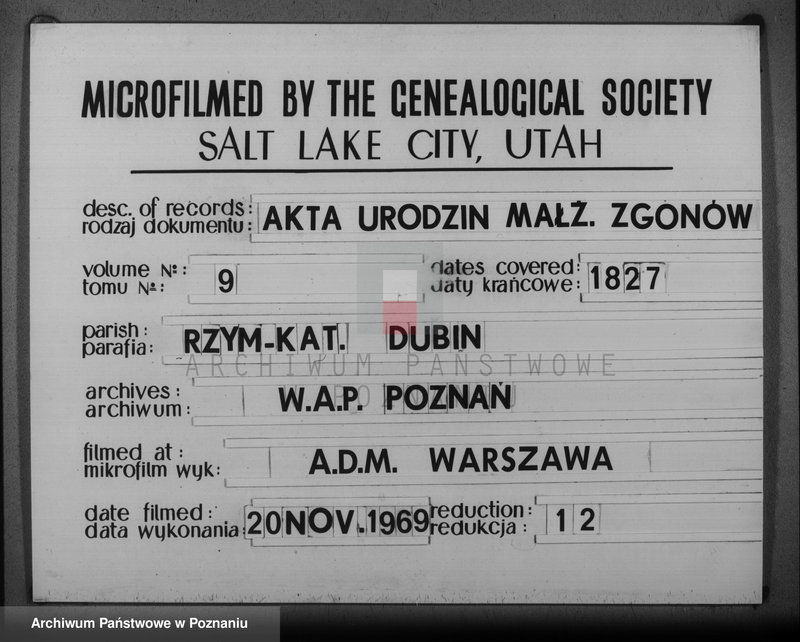 MICROFILMED BY THE GENEALOGICAL SOCIETY
SALT LAKE CITY, UTAH
desc. of records: AKTA URODZIN MAŁŻ. ZGONÓW
rodzaj dokumentu:
volume Nº: 9 dates covered: 1827
tomu Nº: daty krańcowe:
parish: RZYM-KAT. DUBIN
parafia:
ARCHIWUM PAŃSTWOWE
archives: W.A.P. POZNAŃ
archiwum:
filmed at: A.D.M. WARSZAWA
mikrofilm wyk:
date filmed: 20 NOV. 1969 reduction: 12
data wykonania: redukcja:
Archiwum Państwowe w Poznaniu